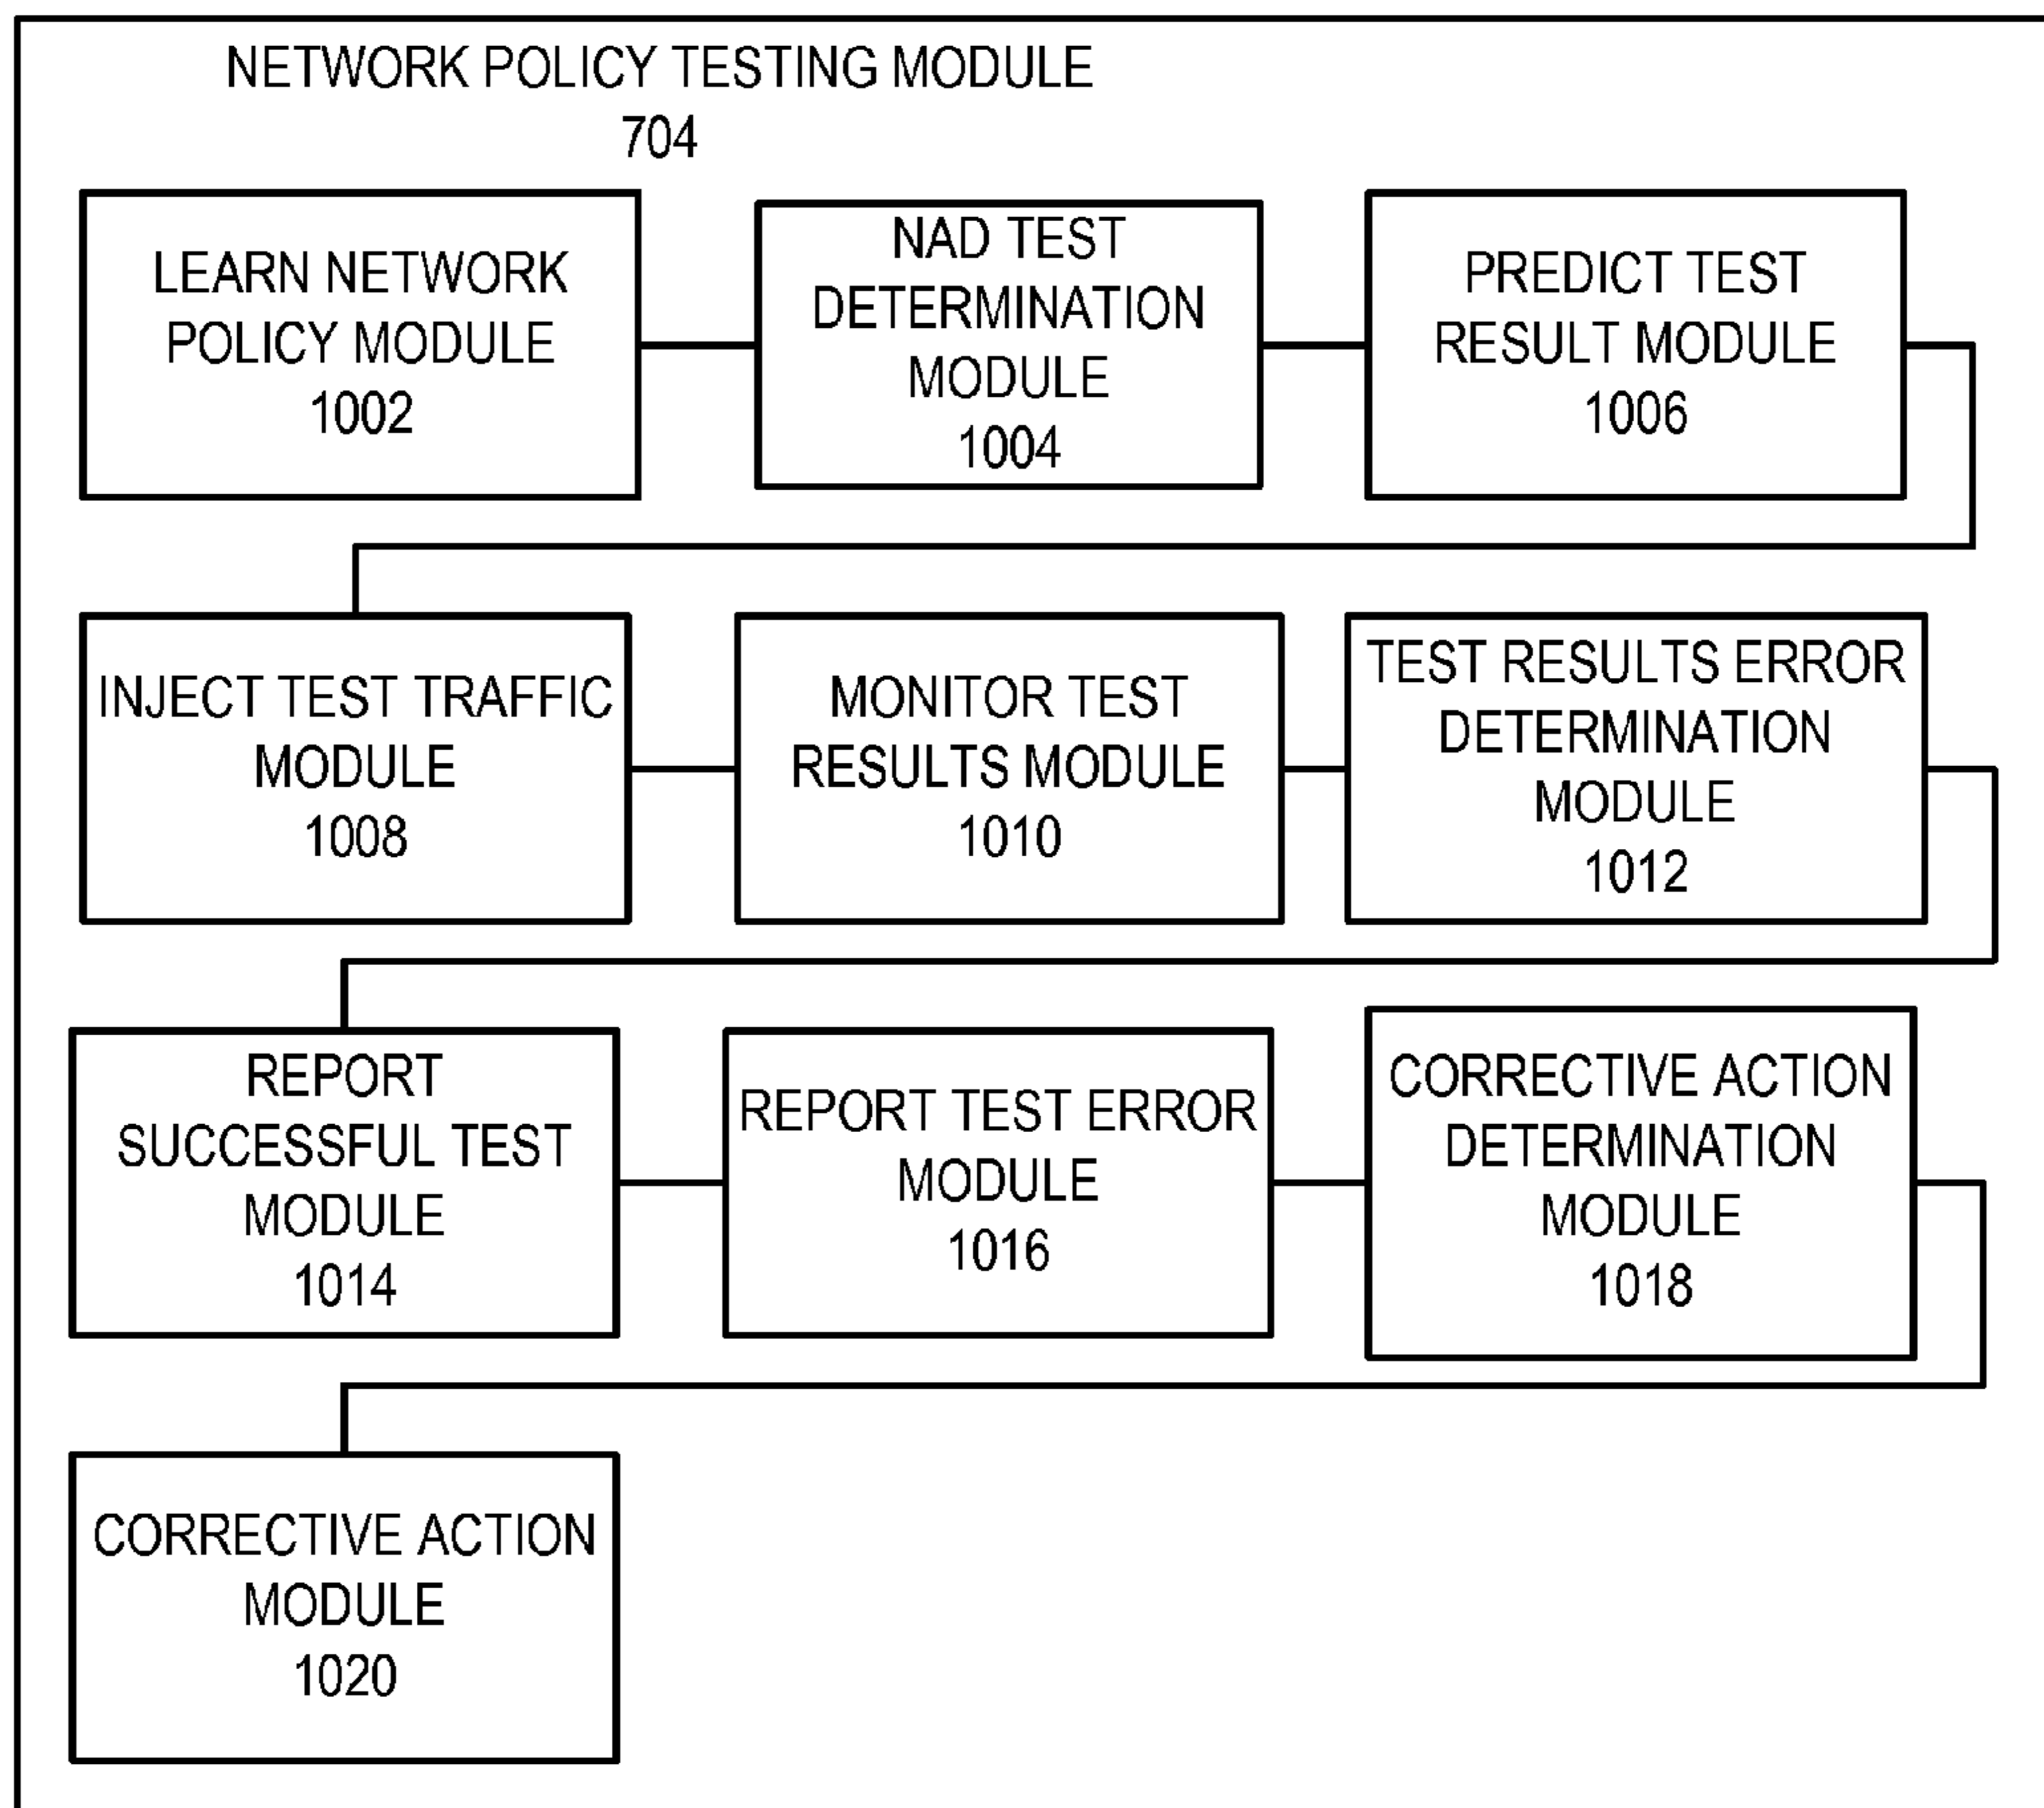 NETWORK POLICY TESTING MODULE
704
LEARN NETWORK
POLICY MODULE
1002
NAD TEST
DETERMINATION
MODULE
1004
PREDICT TEST
RESULT MODULE
1006
INJECT TEST TRAFFIC
MODULE
1008
MONITOR TEST
RESULTS MODULE
1010
TEST RESULTS ERROR
DETERMINATION
MODULE
1012
REPORT
SUCCESSFUL TEST
MODULE
1014
REPORT TEST ERROR
MODULE
1016
CORRECTIVE ACTION
DETERMINATION
MODULE
1018
CORRECTIVE ACTION
MODULE
1020